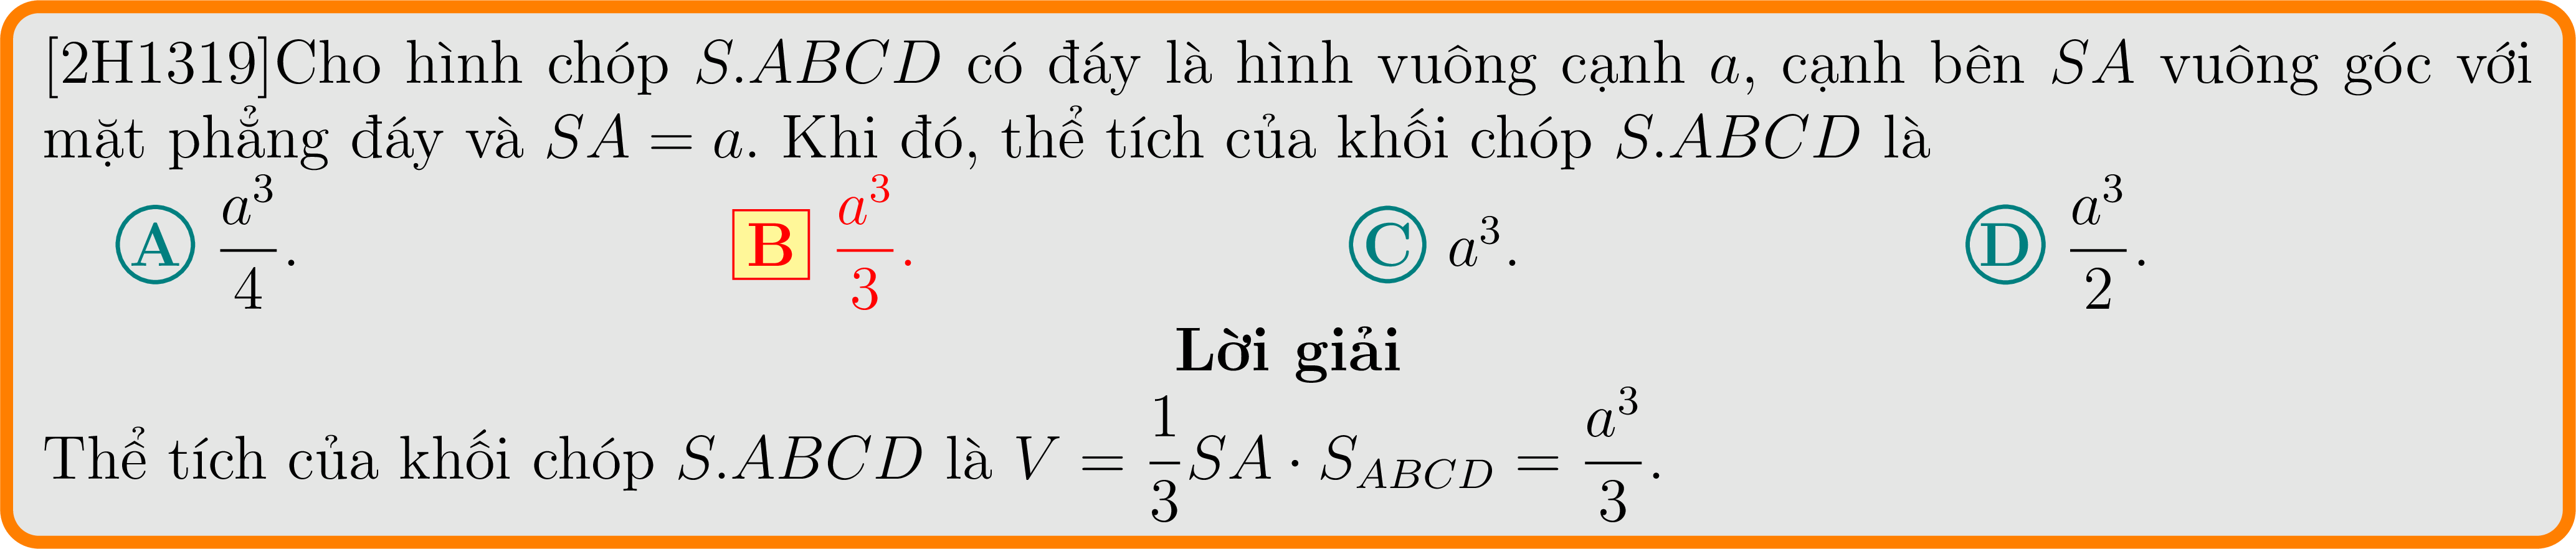 [2H1319]Cho hình chóp S.ABCD có đáy là hình vuông cạnh a, cạnh bên SA vuông góc với
mặt phẳng đáy và SA = a. Khi đó, thể tích của khối chóp S.ABCD là
A $\frac{a^3}{4}$. B $\frac{a^3}{3}$. C $a^3$. D $\frac{a^3}{2}$.
Lời giải
Thể tích của khối chóp S.ABCD là $V = \frac{1}{3}SA \cdot S_{ABCD} = \frac{a^3}{3}$.